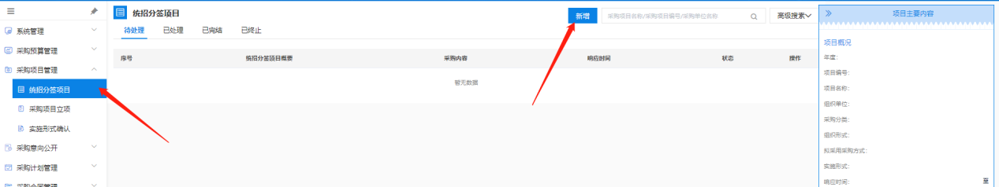 统招分签项目
新增
采购项目名称/采购项目编号/采购单位名称
高级搜索
待处理
已处理
已完结
已终止
序号
统招分签项目概要
采购内容
响应时间
状态
操作
暂无数据
系统管理
采购预算管理
采购项目管理
统招分签项目
采购项目立项
实施形式确认
采购意向公开
采购计划管理
采购合同管理
项目主要内容
项目概况
年度:
项目编号:
项目名称:
组织单位:
采购分类:
组织形式:
拟采用采购方式:
实施形式:
响应时间:
至